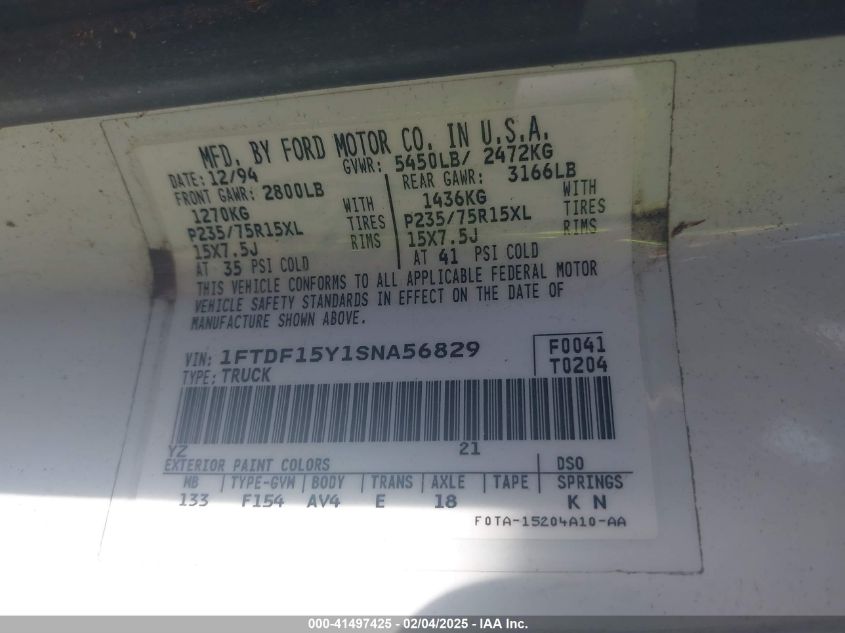 MFD. BY FORD MOTOR CO. IN U.S.A.
DATE: 12/94 GVWR: 5450LB/ 2472KG
FRONT GAWR: 2800LB REAR GAWR: 3166LB
1270KG WITH 1436KG WITH
P235/75R15XL TIRES P235/75R15XL TIRES
15X7.5J RIMS 15X7.5J RIMS
AT 35 PSI COLD AT 41 PSI COLD
THIS VEHICLE CONFORMS TO ALL APPLICABLE FEDERAL MOTOR
VEHICLE SAFETY STANDARDS IN EFFECT ON THE DATE OF
MANUFACTURE SHOWN ABOVE.
VIN: 1FTDF15Y1SNA56829 F0041
TYPE: TRUCK T0204
YZ 21
EXTERIOR PAINT COLORS DSO
WB TYPE-GVM BODY TRANS AXLE TAPE SPRINGS
133 F154 AV4 E 18 K N
F0TA-15204A10-AA
000-41497425 - 02/04/2025 - IAA Inc.